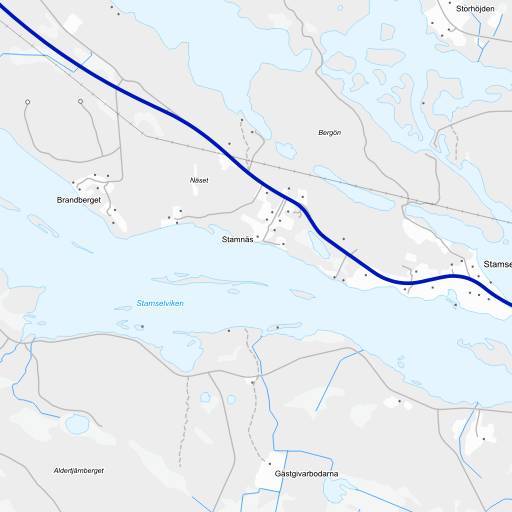 Storhöjden
Bergön
Näset
Brandberget
Stamnäs
Stamse
Stamselviken
Aldertjärnberget
Gästgivarbodarna